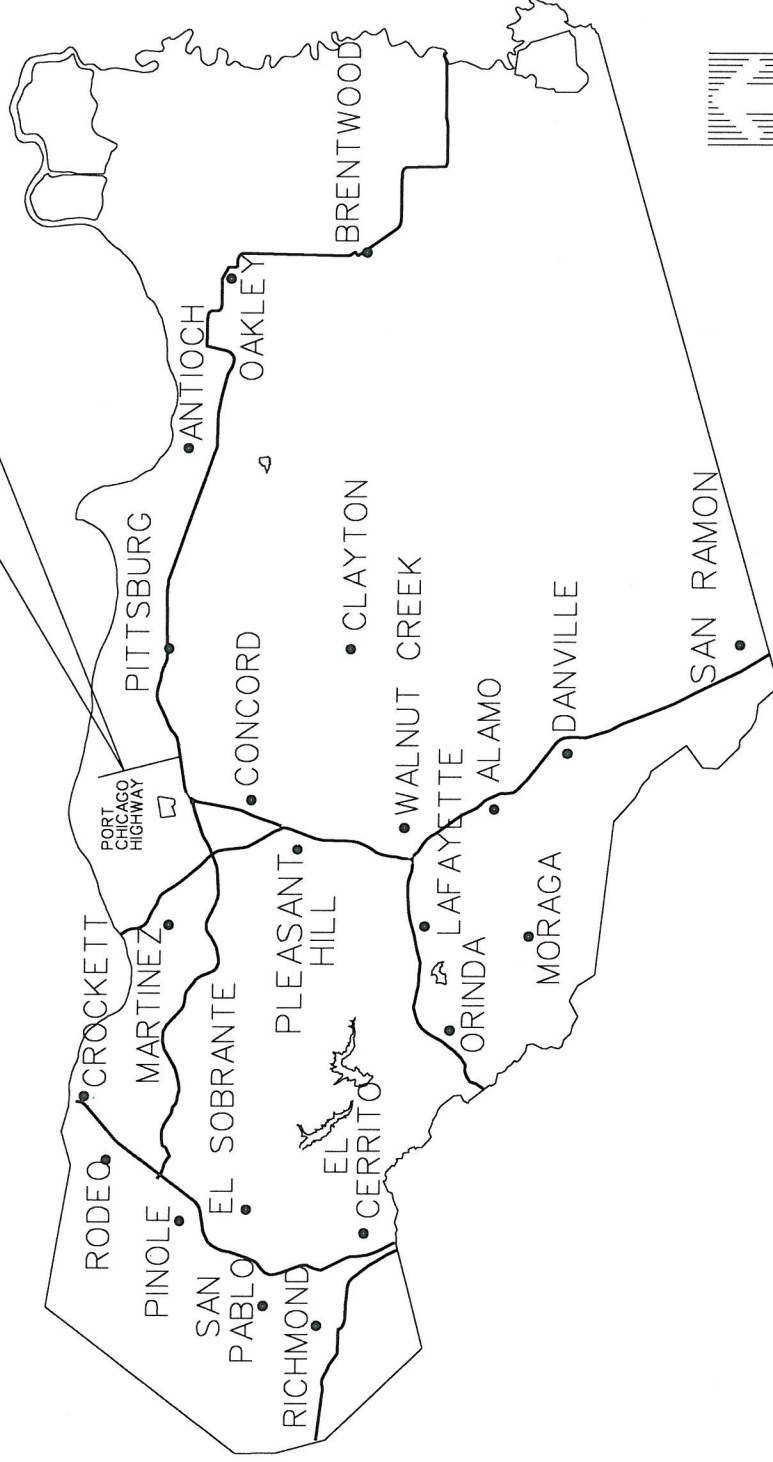 CROCKETT
RODEO
PORT
CHICAGO
HIGHWAY
PITTSBURG
ANTIOCH
MARTINEZ
PINOLE
OAKLEY
CONCORD
EL SOBRANTE
SAN
PABLO
PLEASANT
HILL
RICHMOND
BRENTWOOD
CLAYTON
EL
CERRITO
WALNUT CREEK
LAFAYETTE
ORINDA
ALAMO
MORAGA
DANVILLE
SAN RAMON